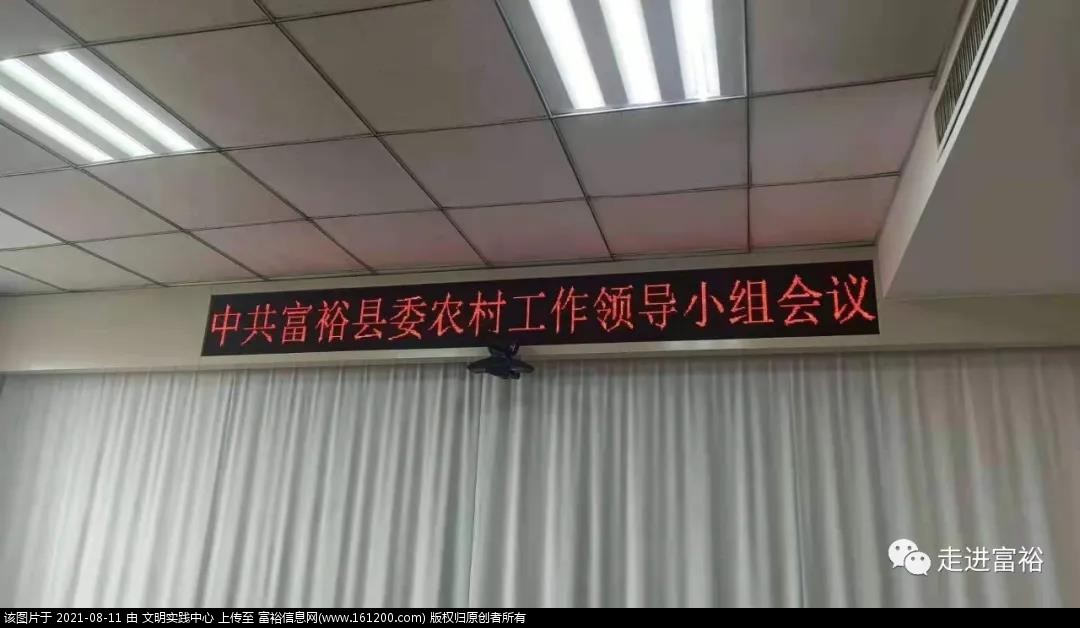 中共富裕县委农村工作领导小组会议
走进富裕
该图片于 2021-08-11 由 文明实践中心 上传至 富裕信息网(www.161200.com) 版权归原创者所有